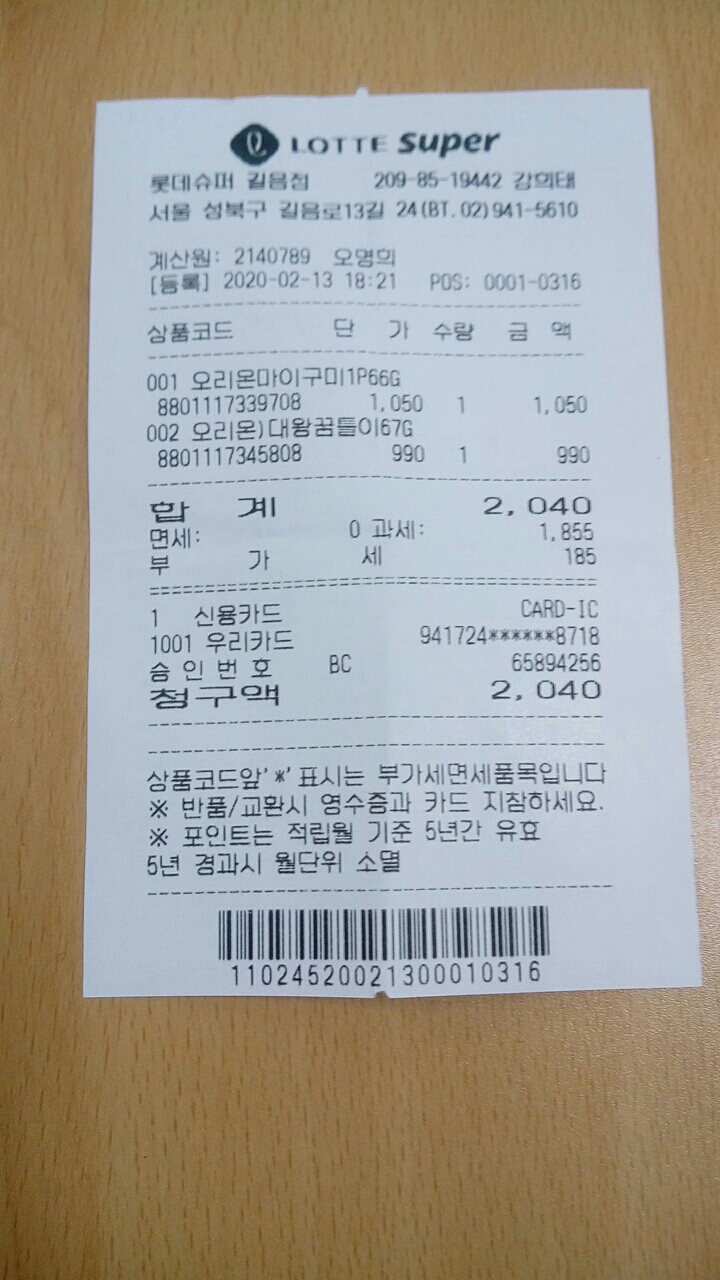 LOTTE super
롯데슈퍼 길음점 209-85-19442 강희태
서울 성북구 길음로13길 24(BT.02)941-5610
계산원: 2140789 오명희
[등록] 2020-02-13 18:21 POS: 0001-0316
상품코드 단 가 수량 금 액
001 오리온마이구미1P66G
8801117339708 1,050 1 1,050
002 오리온)대왕꿈틀이67G
8801117345808 990 1 990
합 계 2,040
면세: 0 과세: 1,855
부 가 세 185
1 신용카드 CARD-IC
1001 우리카드 941724******8718
승 인 번 호 BC 65894256
청구액 2,040
상품코드앞'*'표시는 부가세면세품목입니다
※ 반품/교환시 영수증과 카드 지참하세요.
※ 포인트는 적립월 기준 5년간 유효
5년 경과시 월단위 소멸
11024520021300010316